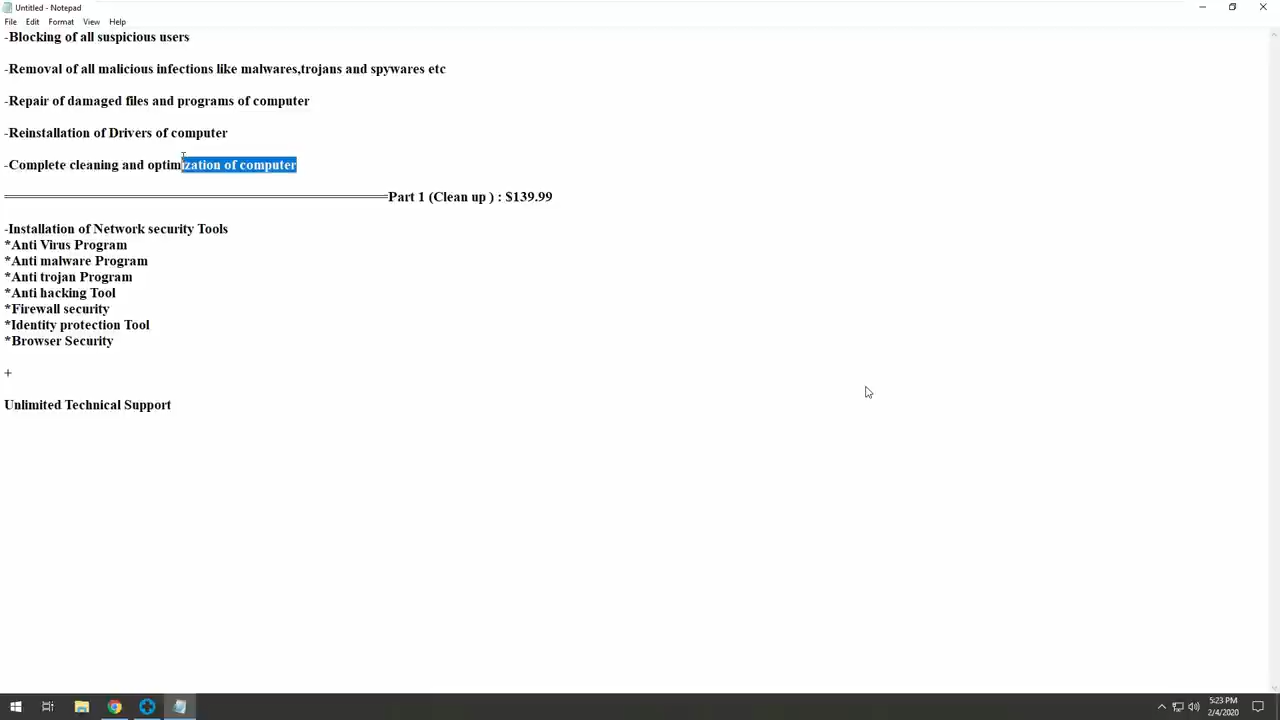 Untitled - Notepad
File Edit Format View Help
-Blocking of all suspicious users
-Removal of all malicious infections like malwares,trojans and spywares etc
-Repair of damaged files and programs of computer
-Reinstallation of Drivers of computer
-Complete cleaning and optimization of computer
Part 1 (Clean up ) : $139.99
-Installation of Network security Tools
*Anti Virus Program
*Anti malware Program
*Anti trojan Program
*Anti hacking Tool
*Firewall security
*Identity protection Tool
*Browser Security
+
Unlimited Technical Support
5:23 PM
2/4/2020